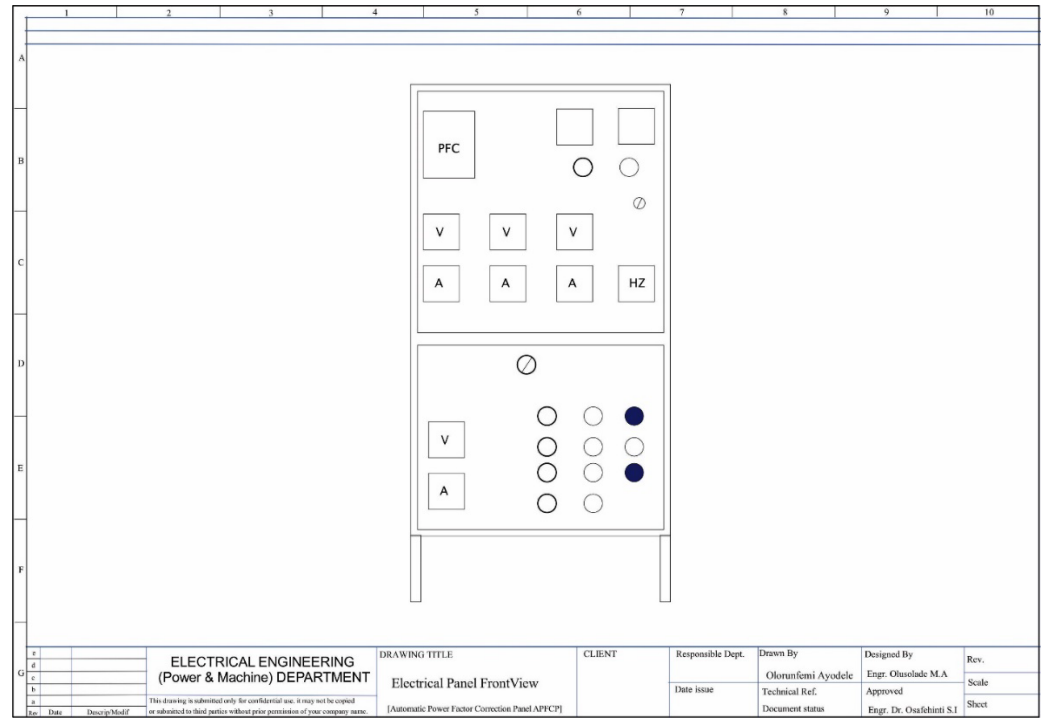 1 2 3 4 5 6 7 8 9 10
A
B
C
D
E
F
G
PFC
V V V
A A A HZ
V
A
e
d
c
b
a
Rev Date Descrip/Modif
ELECTRICAL ENGINEERING
(Power & Machine) DEPARTMENT
This drawing is submitted only for confidential use. it may not be copied
or submitted to third parties without prior permission of your company name.
DRAWING TITLE
Electrical Panel FrontView
[Automatic Power Factor Correction Panel APFCP]
CLIENT
Responsible Dept.
Date issue
Drawn By
Olorunfemi Ayodele
Technical Ref.
Document status
Designed By
Engr. Oluselade M.A
Approved
Engr. Dr. Osafehinti S.I
Rev.
Scale
Sheet